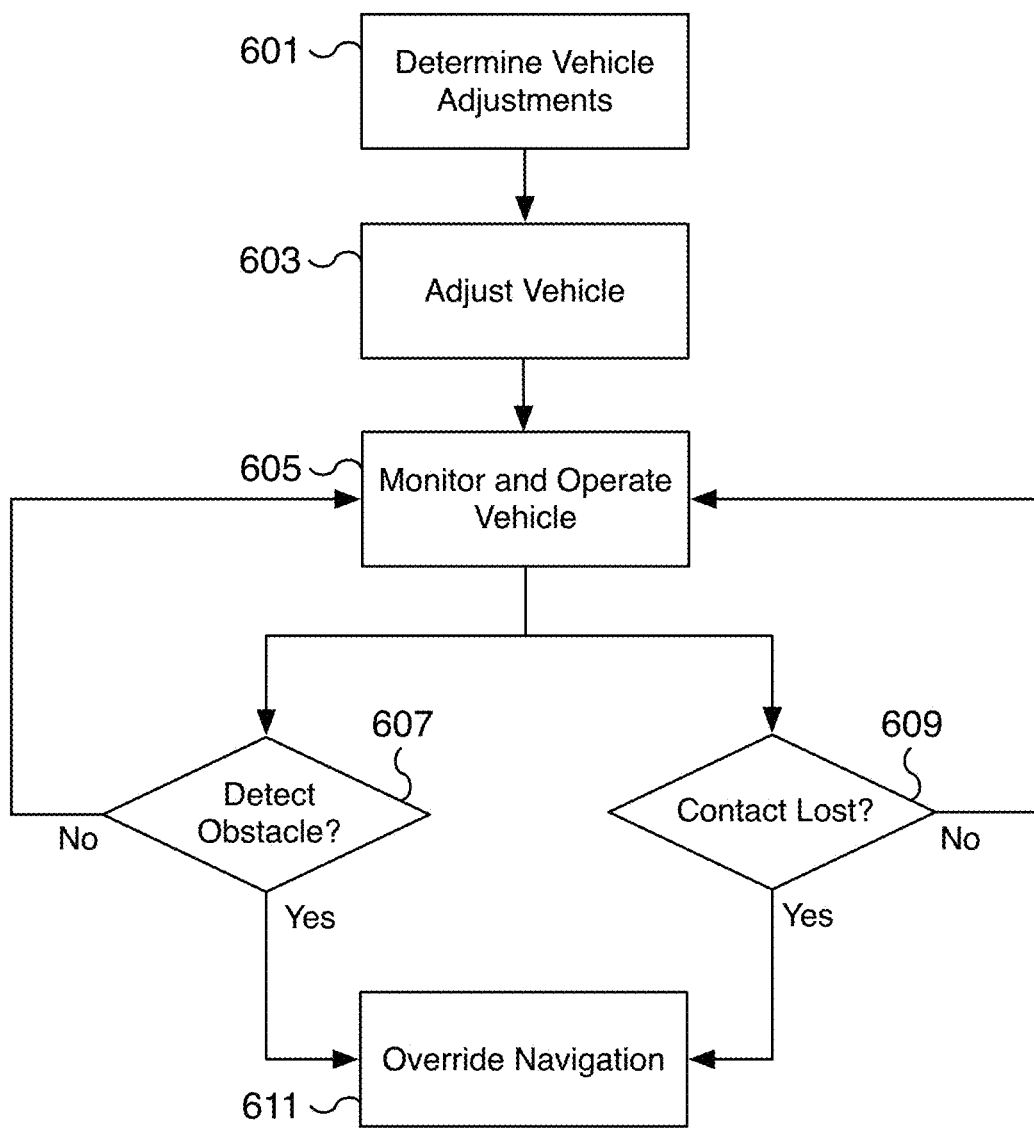 601
Determine Vehicle
Adjustments
603
Adjust Vehicle
605
Monitor and Operate
Vehicle
607
Detect
Obstacle?
No
Yes
609
Contact Lost?
No
Yes
Override Navigation
611